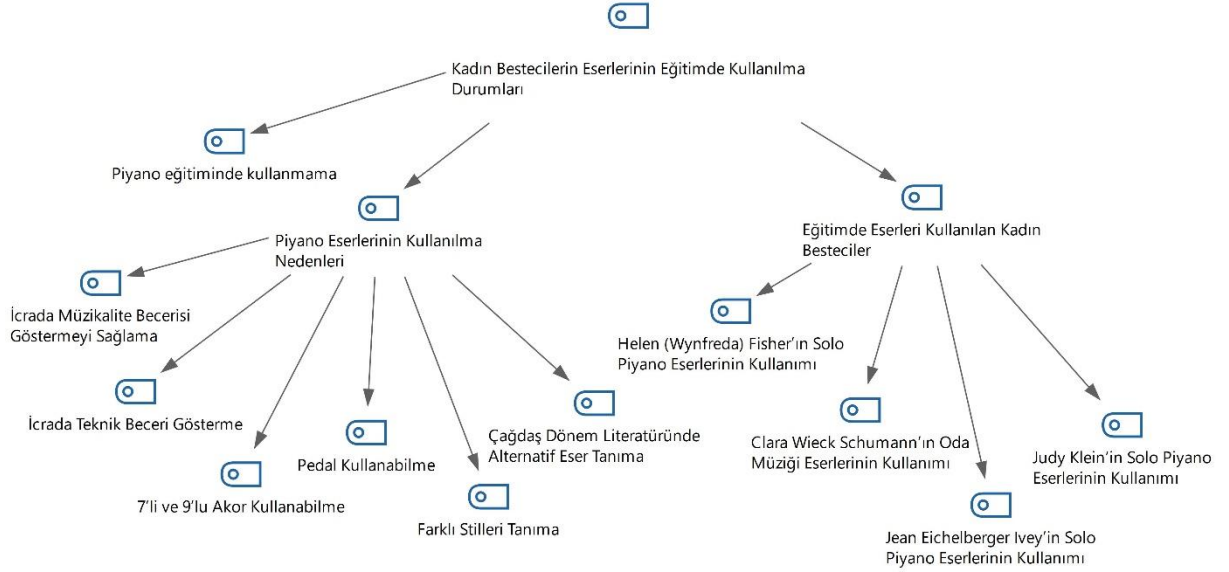 Kadın Bestecilerin Eserlerinin Eğitimde Kullanılma
Durumları
Piyano eğitiminde kullanmama
Piyano Eserlerinin Kullanılma
Nedenleri
Eğitimde Eserleri Kullanılan Kadın
Besteciler
İcrada Müzikalite Becerisi
Göstermeyi Sağlama
İcrada Teknik Beceri Gösterme
7'li ve 9'lu Akor Kullanabilme
Pedal Kullanabilme
Farklı Stilleri Tanıma
Çağdaş Dönem Literatüründe
Alternatif Eser Tanıma
Helen (Wynfreda) Fisher'ın Solo
Piyano Eserlerinin Kullanımı
Clara Wieck Schumann'ın Oda
Müziği Eserlerinin Kullanımı
Jean Eichelberger Ivey'in Solo
Piyano Eserlerinin Kullanımı
Judy Klein'in Solo Piyano
Eserlerinin Kullanımı